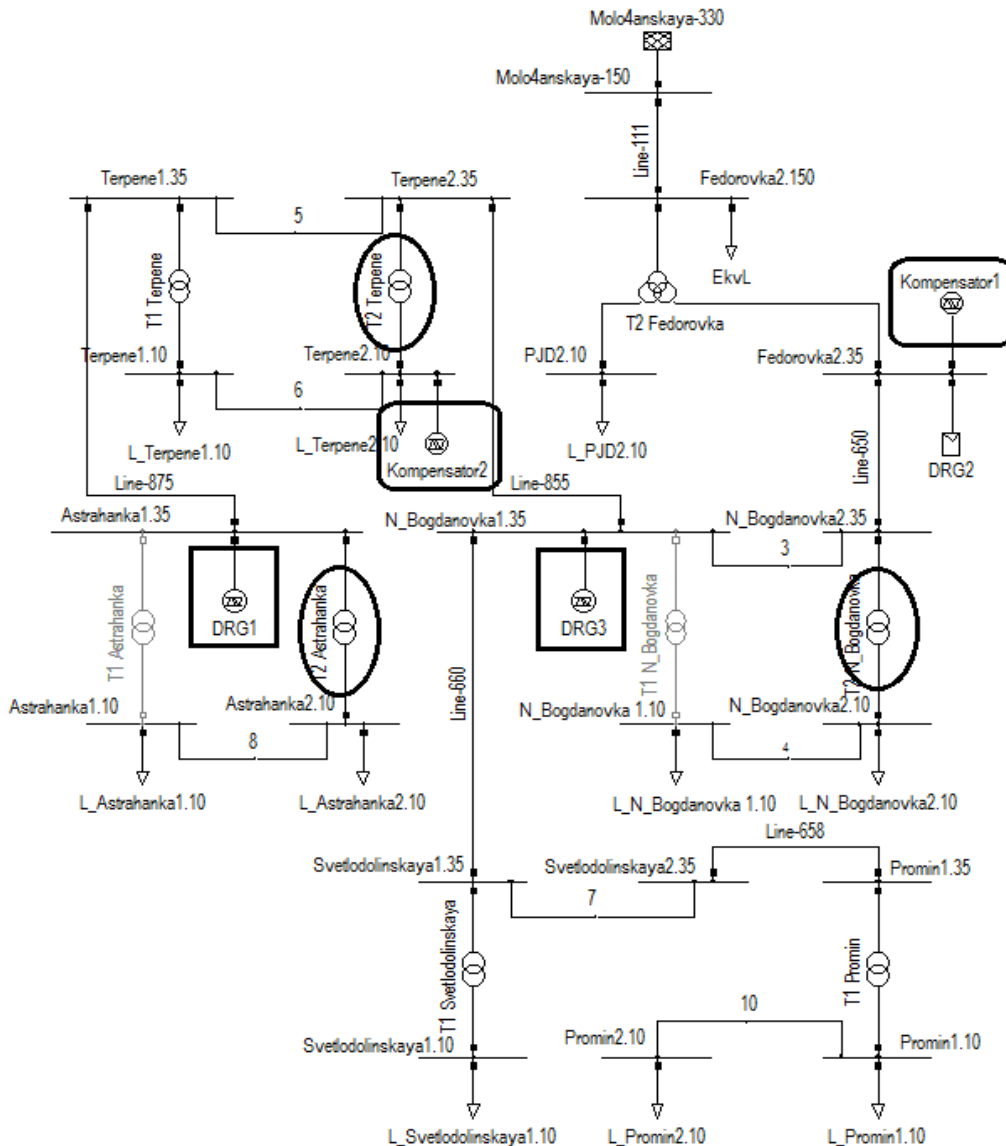 Molo4anskaya-330
Molo4anskaya-150
Line-111
Terpene1.35
Terpene2.35
Fedorovka2.150
5
T1 Terpene
T2 Terpene
EkvL
Kompensator1
T2 Fedorovka
Terpene1.10
Terpene2.10
PJD2.10
Fedorovka2.35
6
L_Terpene1.10
L_Terpene2.10
Kompensator2
L_PJD2.10
Line-650
DRG2
Line-875
Line-855
Astrahanka1.35
N_Bogdanovka1.35
N_Bogdanovka2.35
3
T1 Astrahanka
DRG1
T2 Astrahanka
DRG3
T1 N_Bogdanovka
T2 N_Bogdanovka
Line-660
Astrahanka1.10
Astrahanka2.10
N_Bogdanovka 1.10
N_Bogdanovka2.10
8
4
L_Astrahanka1.10
L_Astrahanka2.10
L_N_Bogdanovka 1.10
L_N_Bogdanovka2.10
Line-658
Svetlodolinskaya1.35
Svetlodolinskaya2.35
Promin1.35
7
T1 Svetlodolinskaya
T1 Promin
10
Svetlodolinskaya1.10
Promin2.10
Promin1.10
L_Svetlodolinskaya1.10
L_Promin2.10
L_Promin1.10